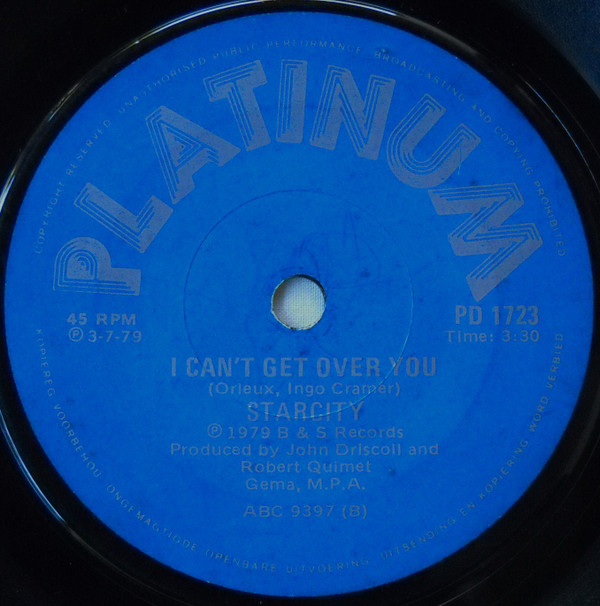 COPYRIGHT RESERVED. UNAUTHORISED PUBLIC PERFORMANCE, BROADCASTING AND COPYING PROHIBITED
PLATINUM
45 RPM
Ⓟ 3-7-79
PD 1723
Time: 3:30
I CAN'T GET OVER YOU
(Orieux, Ingo Cramer)
STARCITY
Ⓟ 1979 B & S Records
Produced by John Driscoll and
Robert Quimet
Gema, M.P.A.
ABC 9397 (B)
KOPIEREG VOORBEHOU. ONGEMAGTIGDE OPENBARE UITVOERING, UITSENDING EN KOPIERING WORD VERBIED